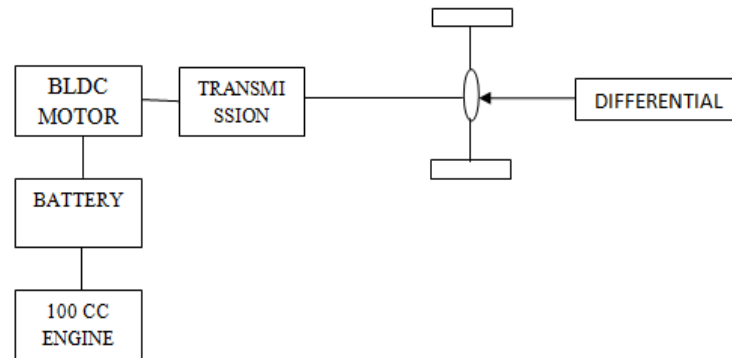 BLDC
MOTOR
TRANSMI
SSION
DIFFERENTIAL
BATTERY
100 CC
ENGINE